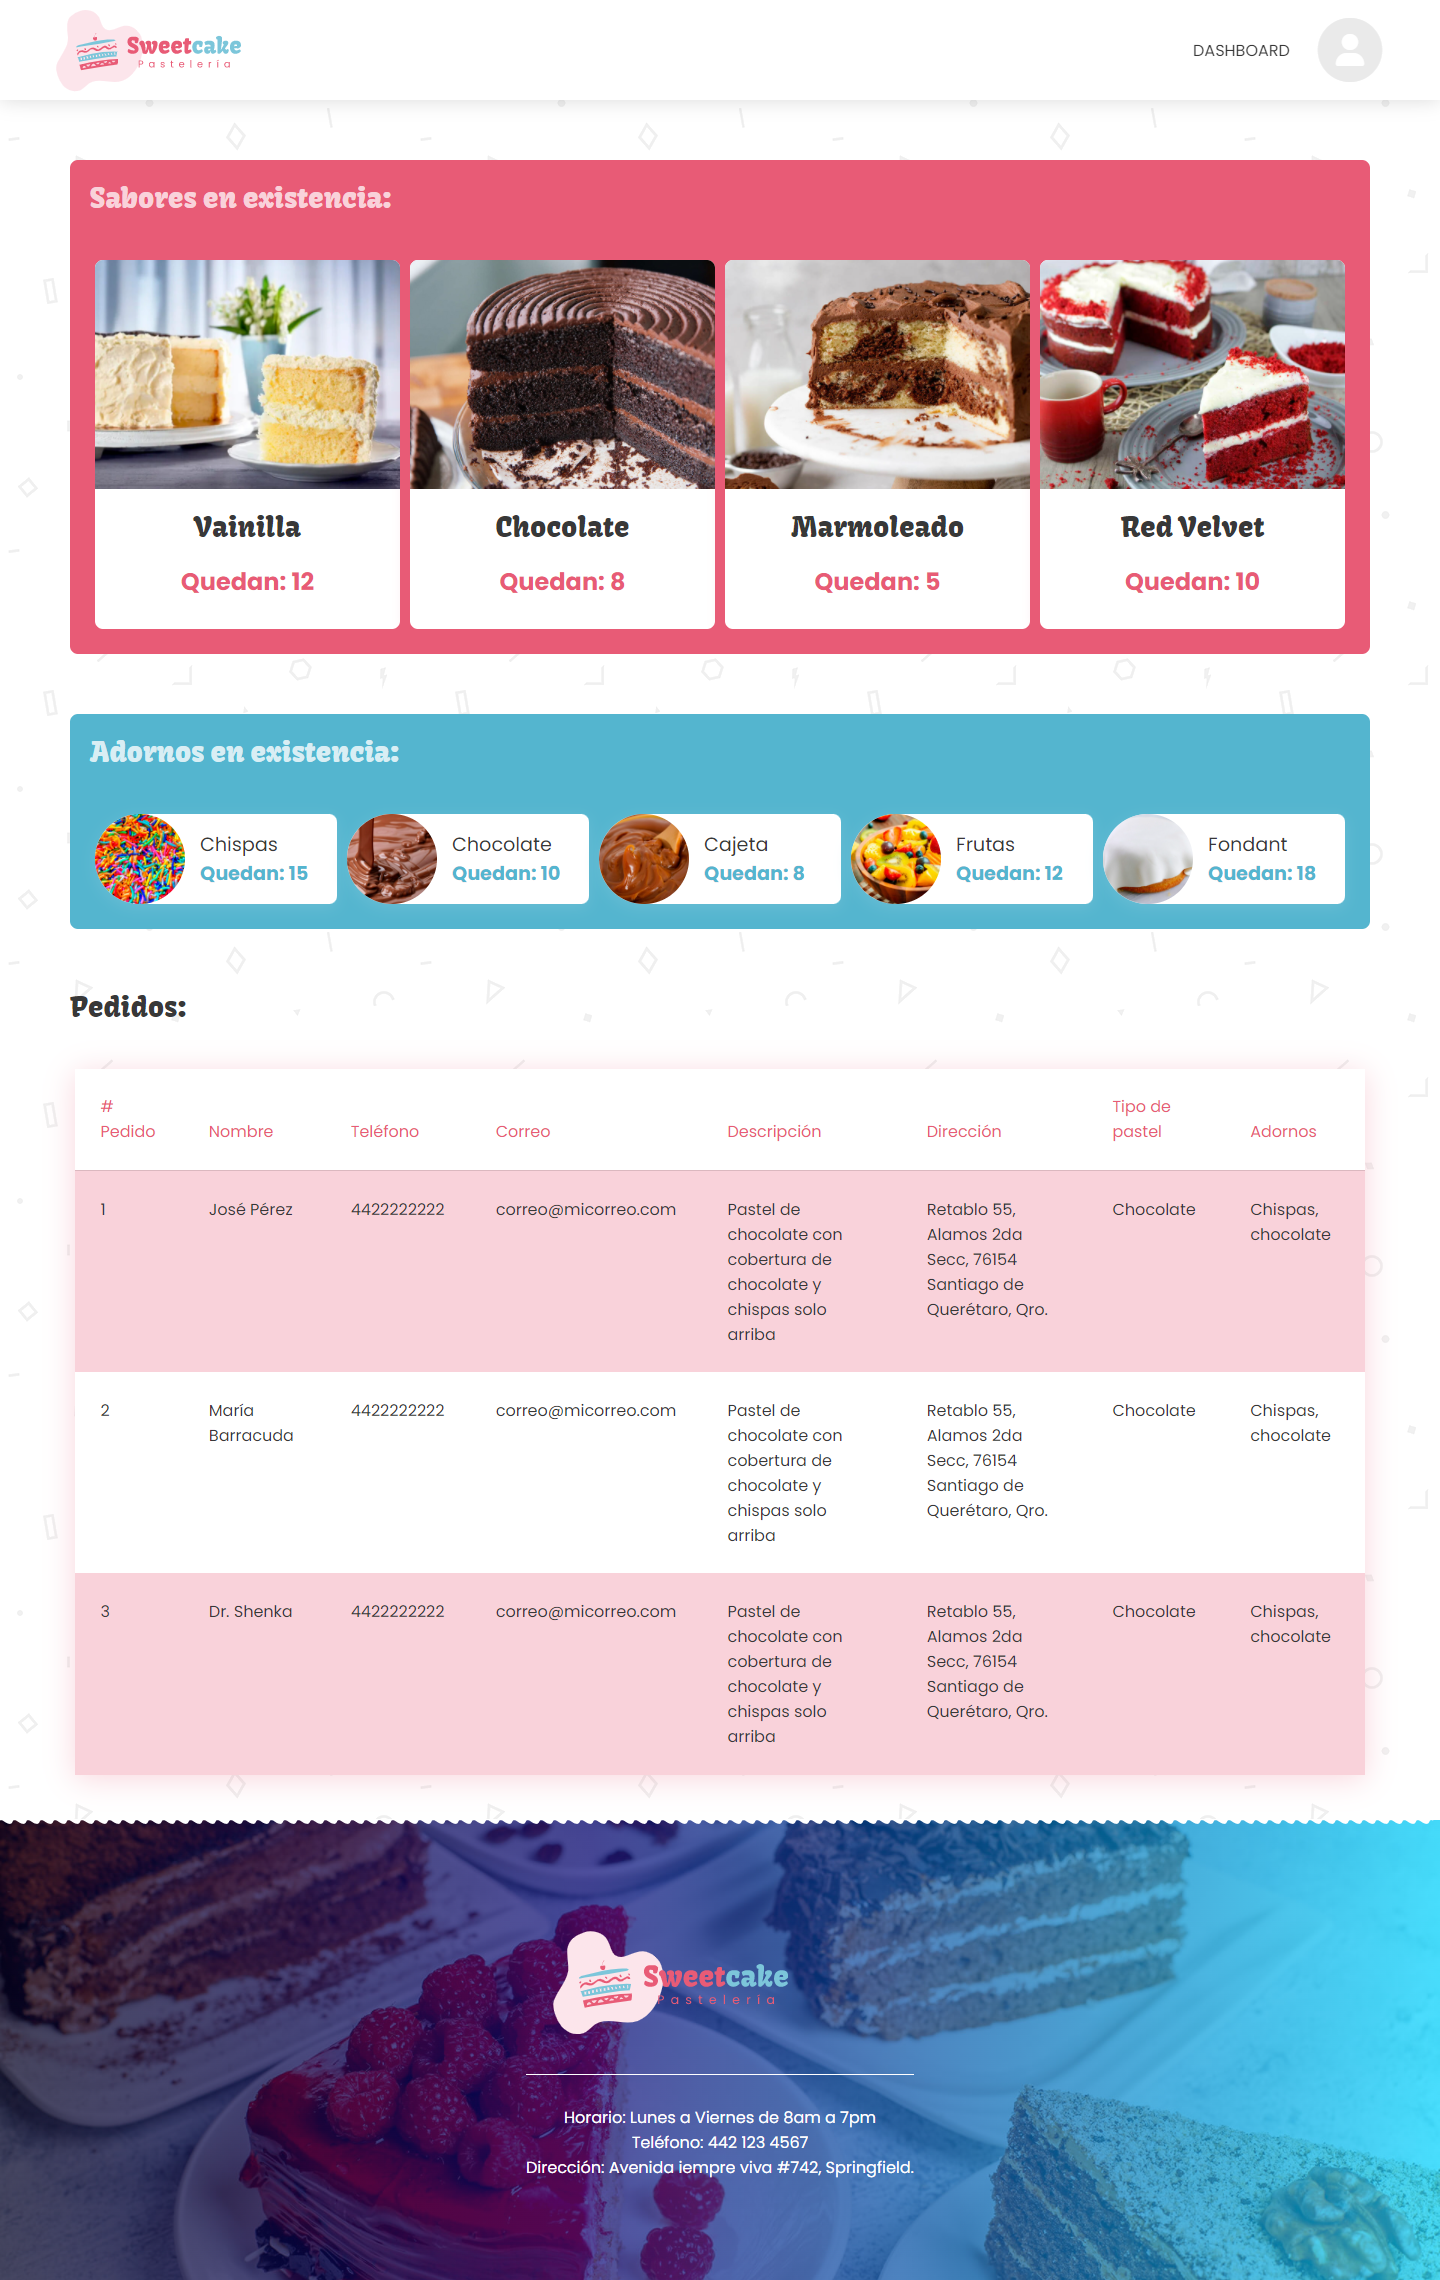 Sweetcake
Pastelería
DASHBOARD
Sabores en existencia:
Vainilla
Quedan: 12
Chocolate
Quedan: 8
Marmoleado
Quedan: 5
Red Velvet
Quedan: 10
Adornos en existencia:
Chispas
Quedan: 15
Chocolate
Quedan: 10
Cajeta
Quedan: 8
Frutas
Quedan: 12
Fondant
Quedan: 18
Pedidos:
# Pedido Nombre Teléfono Correo Descripción Dirección Tipo de pastel Adornos
1 José Pérez 4422222222 correo@micorreo.com Pastel de chocolate con cobertura de chocolate y chispas solo arriba Retablo 55, Alamos 2da Secc, 76154 Santiago de Querétaro, Qro. Chocolate Chispas, chocolate
2 María Barracuda 4422222222 correo@micorreo.com Pastel de chocolate con cobertura de chocolate y chispas solo arriba Retablo 55, Alamos 2da Secc, 76154 Santiago de Querétaro, Qro. Chocolate Chispas, chocolate
3 Dr. Shenka 4422222222 correo@micorreo.com Pastel de chocolate con cobertura de chocolate y chispas solo arriba Retablo 55, Alamos 2da Secc, 76154 Santiago de Querétaro, Qro. Chocolate Chispas, chocolate
Sweetcake
Pastelería
Horario: Lunes a Viernes de 8am a 7pm
Teléfono: 442 123 4567
Dirección: Avenida iempre viva #742, Springfield.